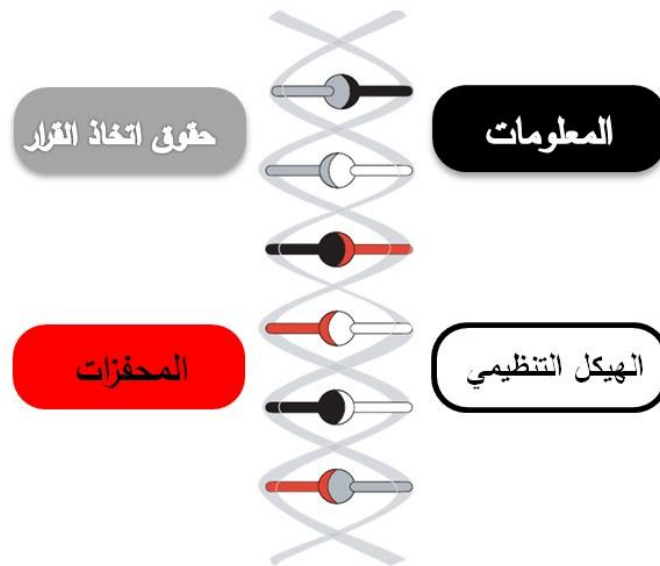 المعلومات
حقوق اتخاذ القرار
الهيكل التنظيمي
المحفزات